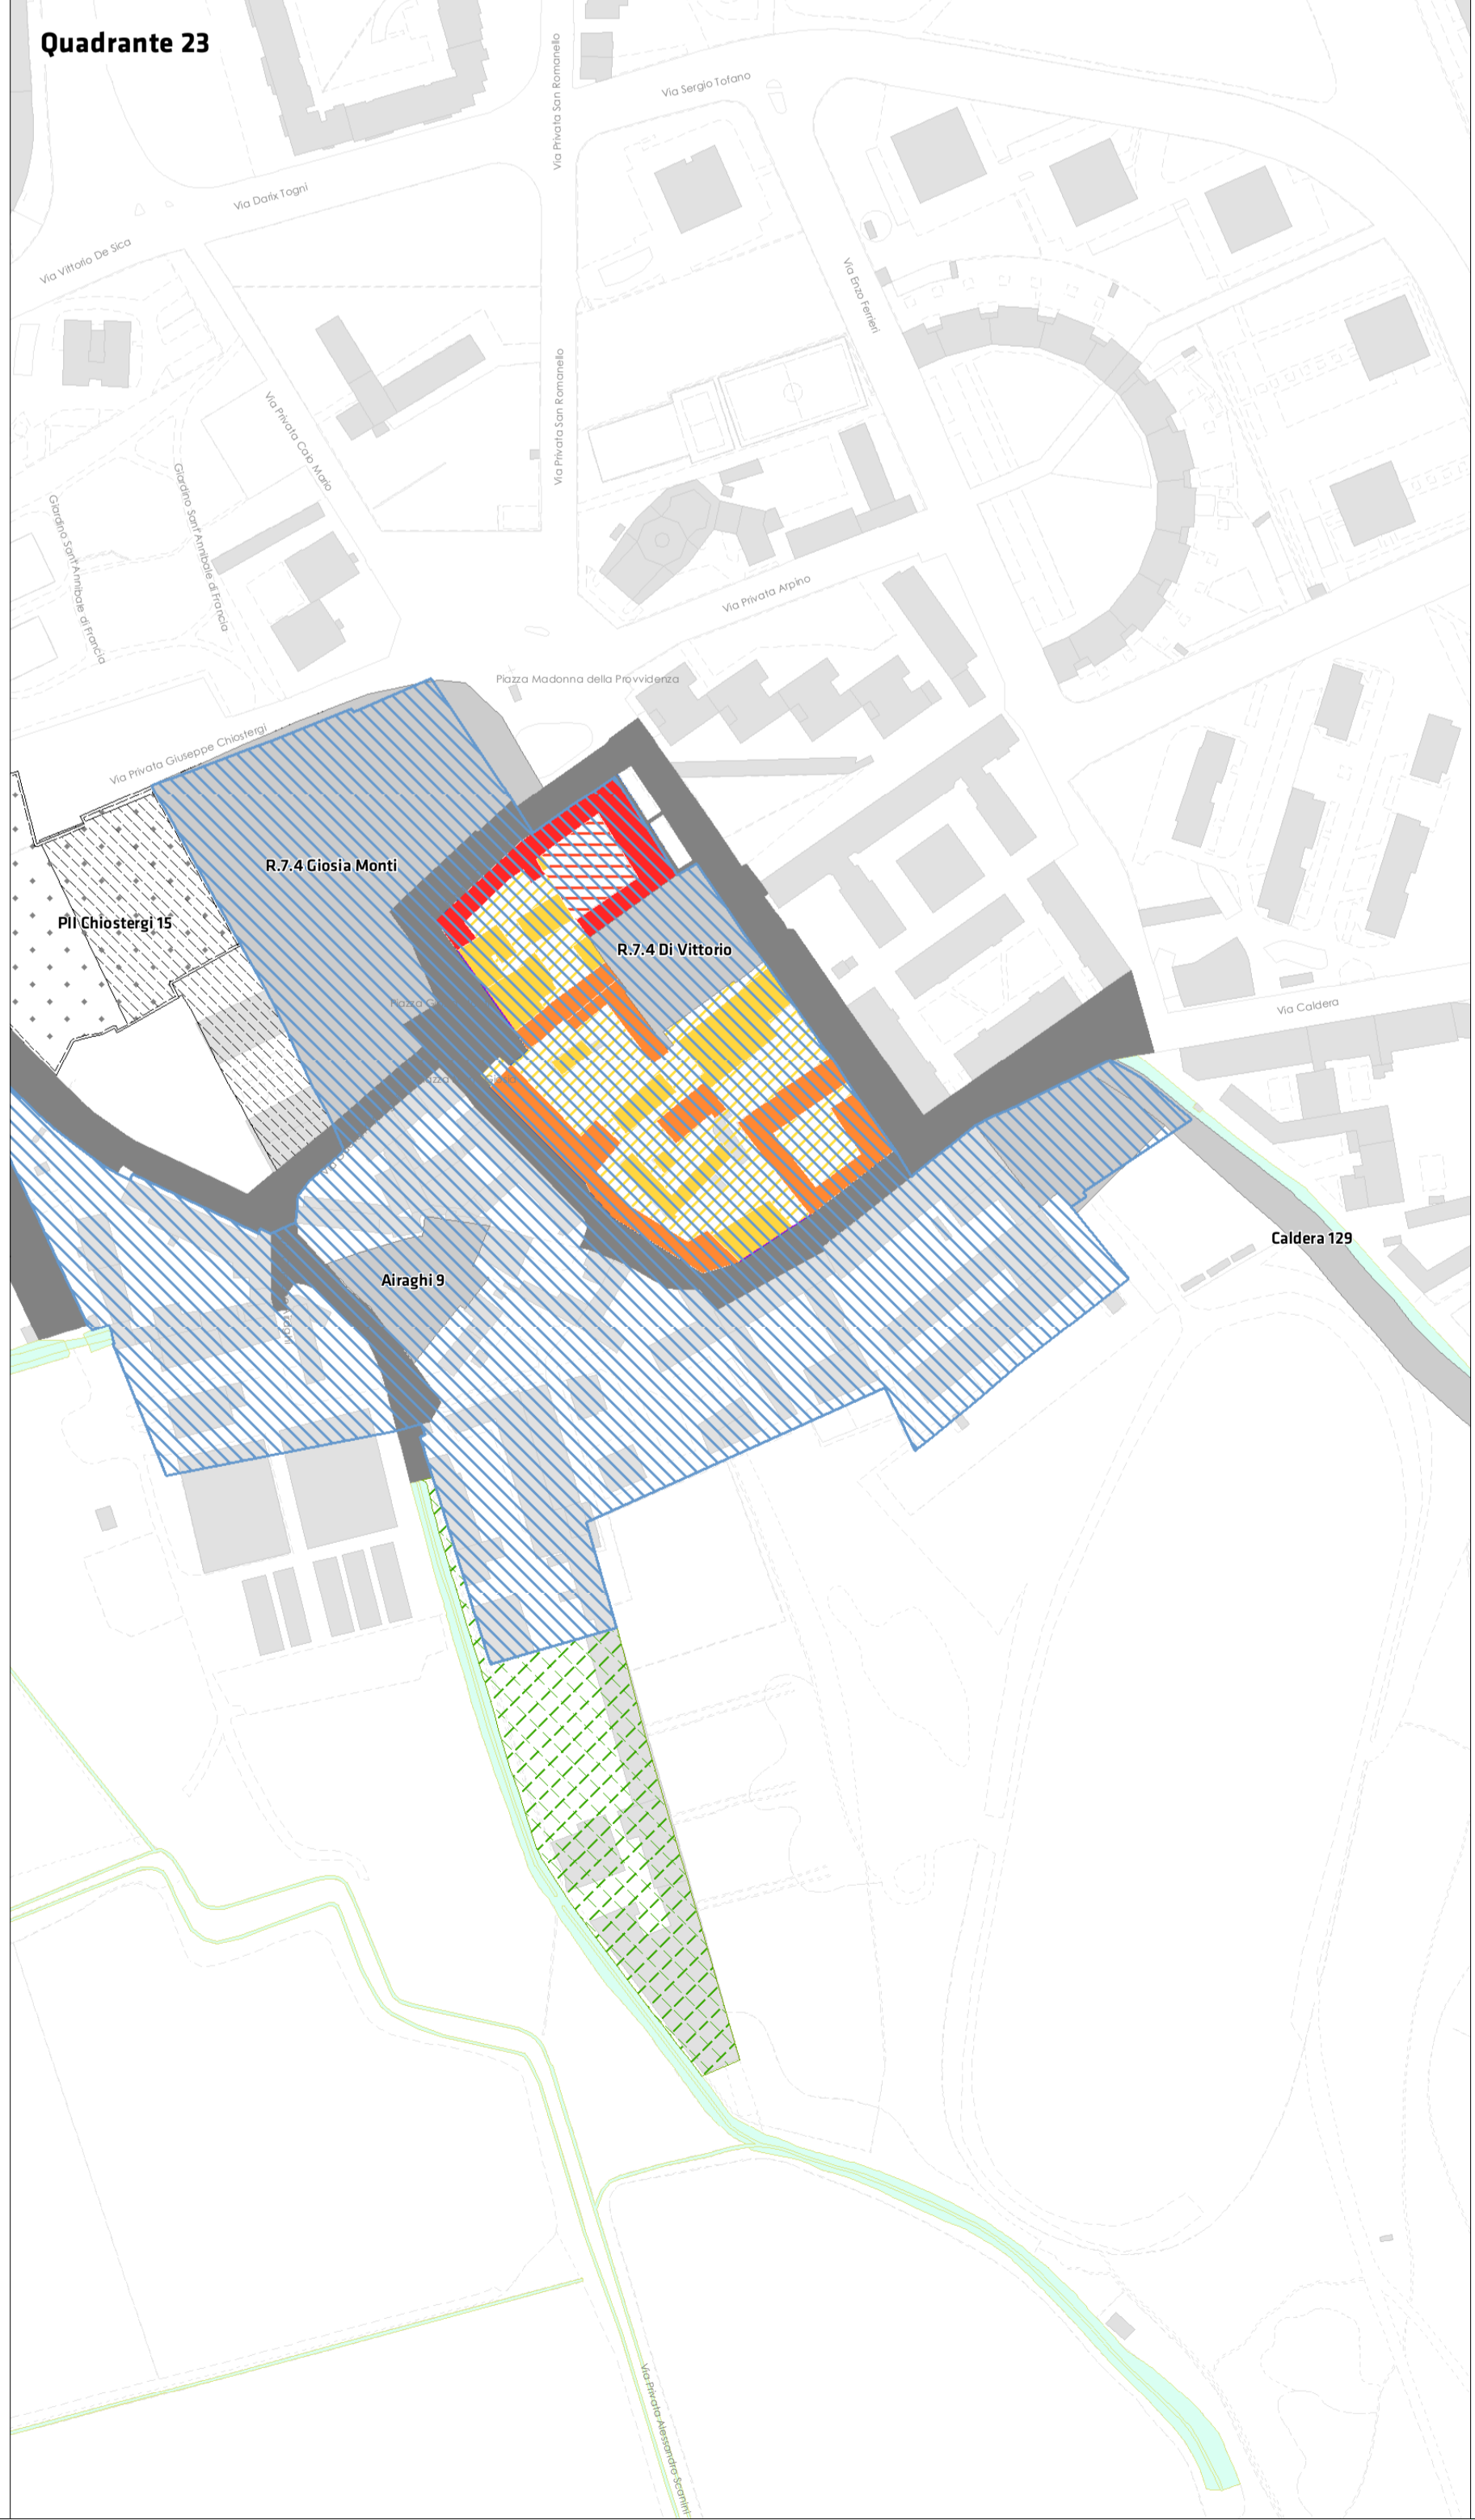 Quadrante 23
Via Sergio Tofano
Via Privata San Romanello
Via Darix Togni
Via Vittorio De Sica
Via Enzo Ferrieri
Via Privata San Romanello
Via Privata Caio Mario
Giardino Sant'Annibale di Francia
Giardino Sant'Annibale di Francia
Via Privata Arpino
Piazza Madonna della Provvidenza
Via Privata Giuseppe Chiostergi
R.7.4 Giosia Monti
PII Chiostergi 15
R.7.4 Di Vittorio
Piazza G
Via Caldera
Caldera 129
Airaghi 9
Via Privata Alessandro Scanini